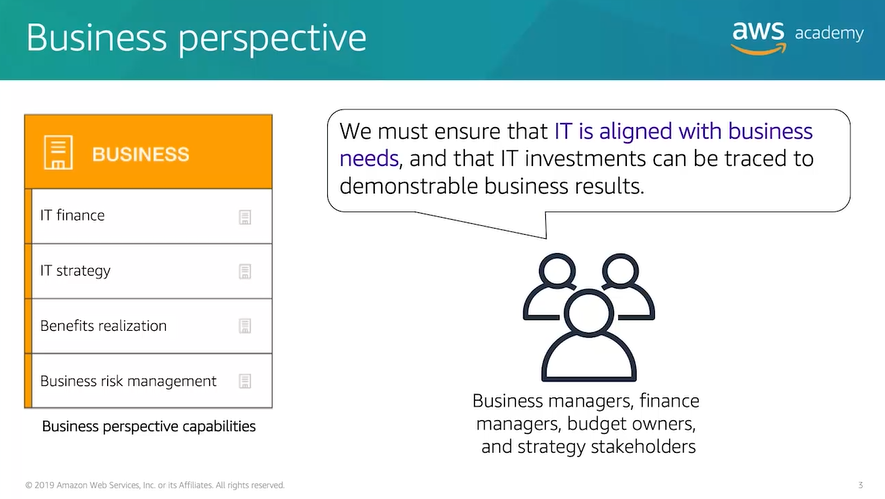 Business perspective
aws academy
BUSINESS
IT finance
IT strategy
Benefits realization
Business risk management
Business perspective capabilities
We must ensure that IT is aligned with business
needs, and that IT investments can be traced to
demonstrable business results.
Business managers, finance
managers, budget owners,
and strategy stakeholders
© 2019 Amazon Web Services, Inc. or its Affiliates. All rights reserved.
3